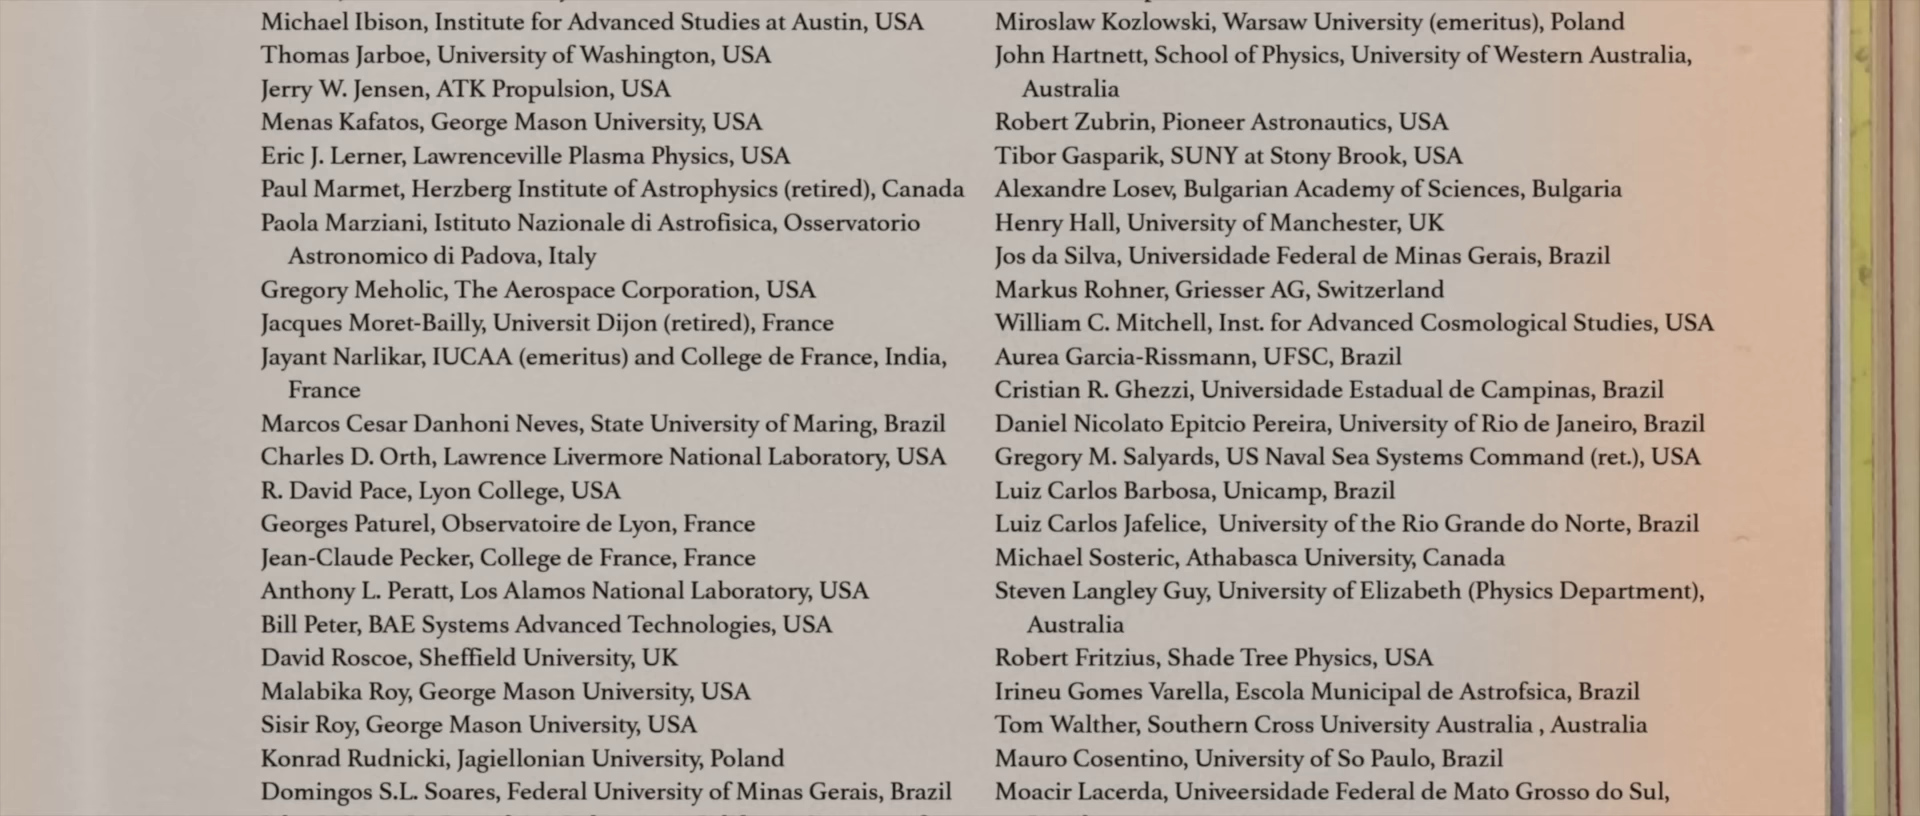 Michael Ibison, Institute for Advanced Studies at Austin, USA
Thomas Jarboe, University of Washington, USA
Jerry W. Jensen, ATK Propulsion, USA
Menas Kafatos, George Mason University, USA
Eric J. Lerner, Lawrenceville Plasma Physics, USA
Paul Marmet, Herzberg Institute of Astrophysics (retired), Canada
Paola Marziani, Istituto Nazionale di Astrofisica, Osservatorio
Astronomico di Padova, Italy
Gregory Meholic, The Aerospace Corporation, USA
Jacques Moret-Bailly, Universit Dijon (retired), France
Jayant Narlikar, IUCAA (emeritus) and College de France, India,
France
Marcos Cesar Danhoni Neves, State University of Maring, Brazil
Charles D. Orth, Lawrence Livermore National Laboratory, USA
R. David Pace, Lyon College, USA
Georges Paturel, Observatoire de Lyon, France
Jean-Claude Pecker, College de France, France
Anthony L. Peratt, Los Alamos National Laboratory, USA
Bill Peter, BAE Systems Advanced Technologies, USA
David Roscoe, Sheffield University, UK
Malabika Roy, George Mason University, USA
Sisir Roy, George Mason University, USA
Konrad Rudnicki, Jagiellonian University, Poland
Domingos S.L. Soares, Federal University of Minas Gerais, Brazil
Miroslaw Kozlowski, Warsaw University (emeritus), Poland
John Hartnett, School of Physics, University of Western Australia,
Australia
Robert Zubrin, Pioneer Astronautics, USA
Tibor Gasparik, SUNY at Stony Brook, USA
Alexandre Losev, Bulgarian Academy of Sciences, Bulgaria
Henry Hall, University of Manchester, UK
Jos da Silva, Universidade Federal de Minas Gerais, Brazil
Markus Rohner, Griesser AG, Switzerland
William C. Mitchell, Inst. for Advanced Cosmological Studies, USA
Aurea Garcia-Rissmann, UFSC, Brazil
Cristian R. Ghezzi, Universidade Estadual de Campinas, Brazil
Daniel Nicolato Epitcio Pereira, University of Rio de Janeiro, Brazil
Gregory M. Salyards, US Naval Sea Systems Command (ret.), USA
Luiz Carlos Barbosa, Unicamp, Brazil
Luiz Carlos Jafelice, University of the Rio Grande do Norte, Brazil
Michael Sosteric, Athabasca University, Canada
Steven Langley Guy, University of Elizabeth (Physics Department),
Australia
Robert Fritzius, Shade Tree Physics, USA
Irineu Gomes Varella, Escola Municipal de Astrofsica, Brazil
Tom Walther, Southern Cross University Australia , Australia
Mauro Cosentino, University of So Paulo, Brazil
Moacir Lacerda, Univeersidade Federal de Mato Grosso do Sul,